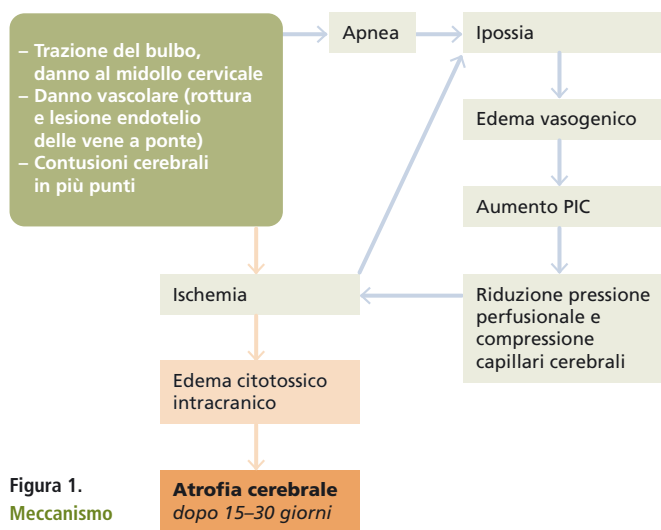 – Trazione del bulbo,
danno al midollo cervicale
– Danno vascolare (rottura
e lesione endotelio
delle vene a ponte)
– Contusioni cerebrali
in più punti
Apnea
Ipossia
Edema vasogenico
Aumento PIC
Riduzione pressione
perfusionale e
compressione
capillari cerebrali
Ischemia
Edema citotossico
intracranico
Atrofia cerebrale
dopo 15–30 giorni
Figura 1.
Meccanismo